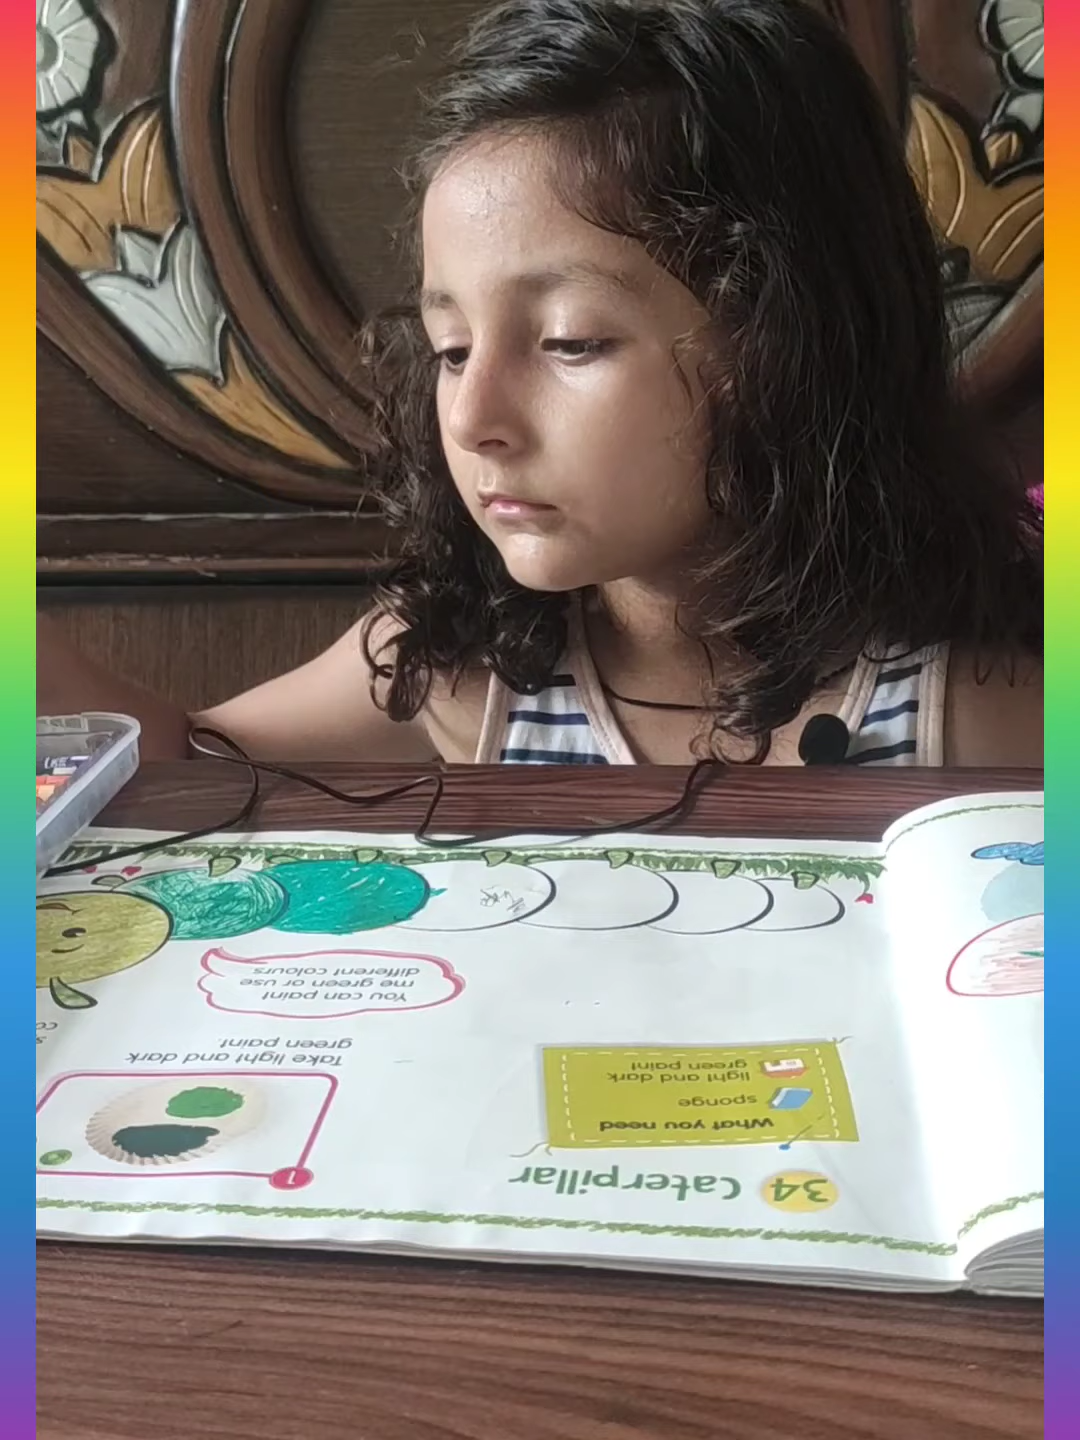 34 Caterpillar
What you need
sponge
light and dark
green paint
1
Take light and dark
green paint.
You can paint
me green or use
different colours